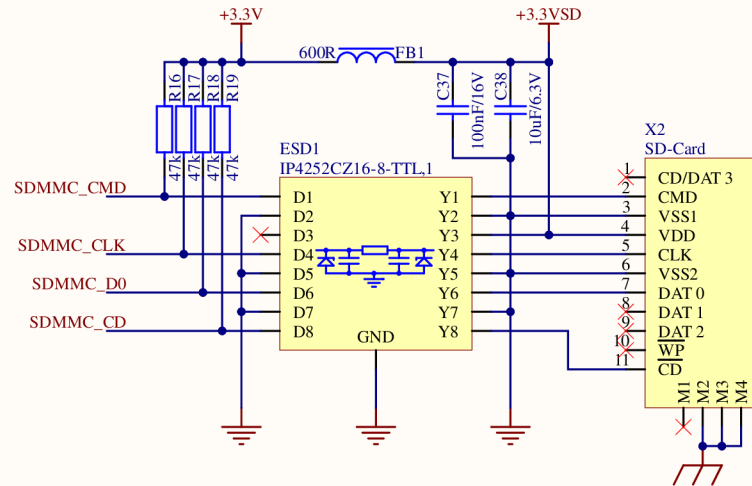 +3.3V
+3.3VSD
600R
FB1
R16
R17
R18
R19
47k
47k
47k
47k
C37
100nF/16V
C38
10uF/6.3V
ESD1
IP4252CZ16-8-TTL,1
X2
SD-Card
SDMMC_CMD
SDMMC_CLK
SDMMC_D0
SDMMC_CD
D1
D2
D3
D4
D5
D6
D7
D8
Y1
Y2
Y3
Y4
Y5
Y6
Y7
Y8
GND
1 CD/DAT 3
2 CMD
3 VSS1
4 VDD
5 CLK
6 VSS2
7 DAT 0
8 DAT 1
9 DAT 2
10 WP
11 CD
M1
M2
M3
M4